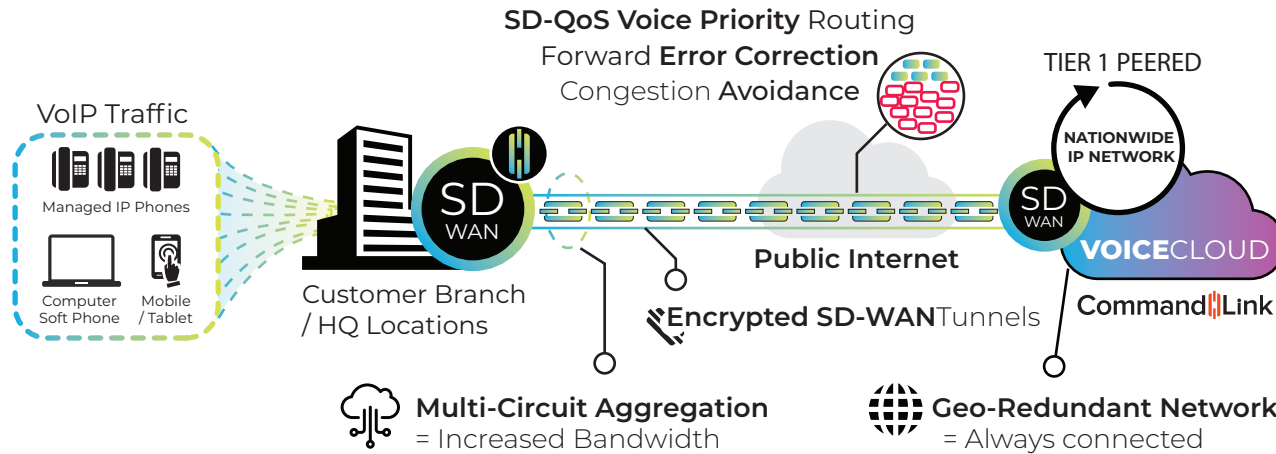 SD-QoS Voice Priority Routing
Forward Error Correction
Congestion Avoidance
TIER 1 PEERED
NATIONWIDE
IP NETWORK
VoIP Traffic
Managed IP Phones
Computer
Soft Phone
Mobile
/ Tablet
SD
WAN
Customer Branch
/ HQ Locations
Public Internet
Encrypted SD-WANTunnels
SD
WAN
VOICECLOUD
CommandLink
Multi-Circuit Aggregation
= Increased Bandwidth
Geo-Redundant Network
= Always connected